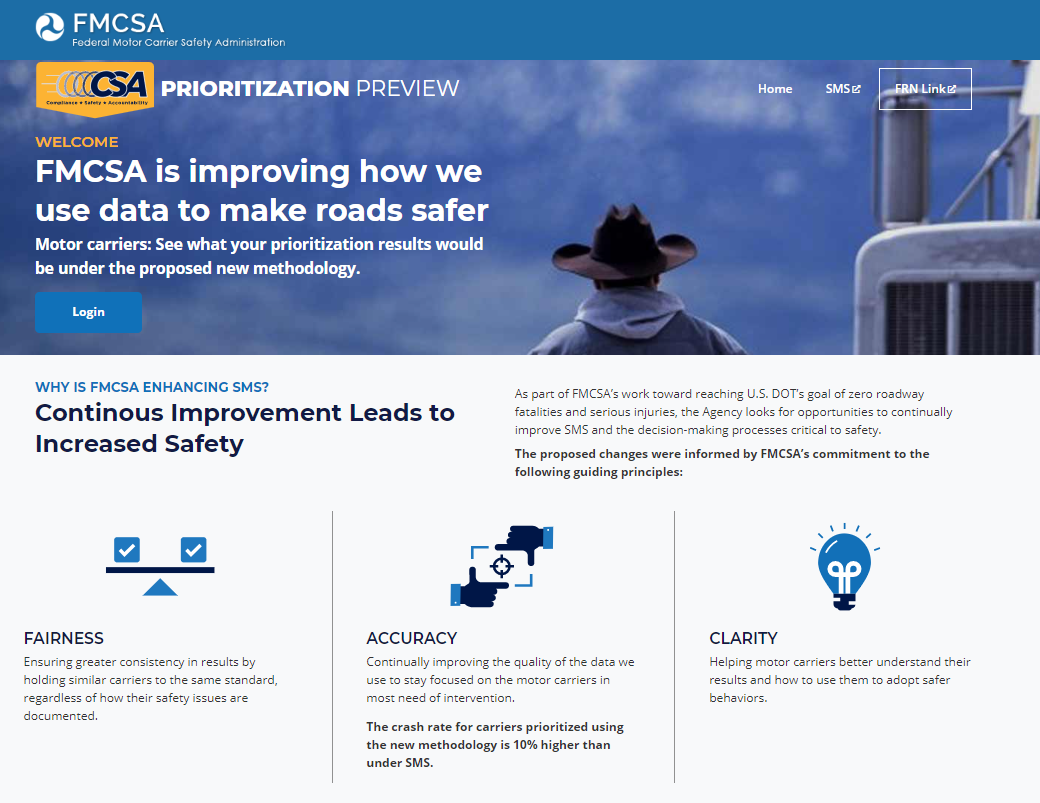 FMCSA
Federal Motor Carrier Safety Administration
CSA
Compliance ★ Safety ★ Accountability
PRIORITIZATION PREVIEW
Home SMS FRN Link
WELCOME
FMCSA is improving how we
use data to make roads safer
Motor carriers: See what your prioritization results would
be under the proposed new methodology.
Login
WHY IS FMCSA ENHANCING SMS?
Continous Improvement Leads to
Increased Safety
As part of FMCSA’s work toward reaching U.S. DOT’s goal of zero roadway
fatalities and serious injuries, the Agency looks for opportunities to continually
improve SMS and the decision-making processes critical to safety.
The proposed changes were informed by FMCSA’s commitment to the
following guiding principles:
FAIRNESS
Ensuring greater consistency in results by
holding similar carriers to the same standard,
regardless of how their safety issues are
documented.
ACCURACY
Continually improving the quality of the data we
use to stay focused on the motor carriers in
most need of intervention.
The crash rate for carriers prioritized using
the new methodology is 10% higher than
under SMS.
CLARITY
Helping motor carriers better understand their
results and how to use them to adopt safer
behaviors.